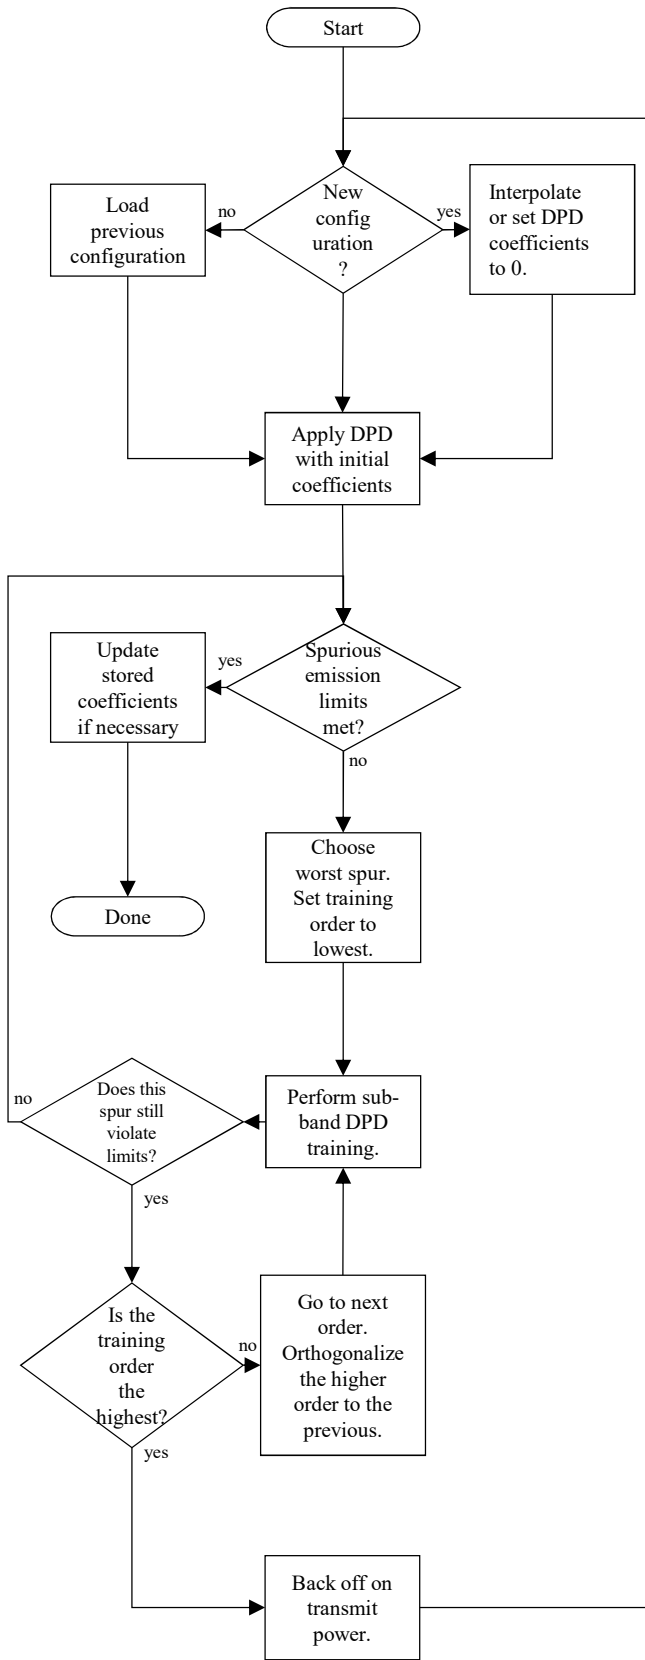 Start
Load
previous
configuration
no
New
config
uration
?
yes
Interpolate
or set DPD
coefficients
to 0.
Apply DPD
with initial
coefficients
Update
stored
coefficients
if necessary
yes
Spurious
emission
limits
met?
no
Done
Choose
worst spur.
Set training
order to
lowest.
no
Does this
spur still
violate
limits?
Perform sub-
band DPD
training.
yes
Is the
training
order
the
highest?
no
Go to next
order.
Orthogonalize
the higher
order to the
previous.
yes
Back off on
transmit
power.